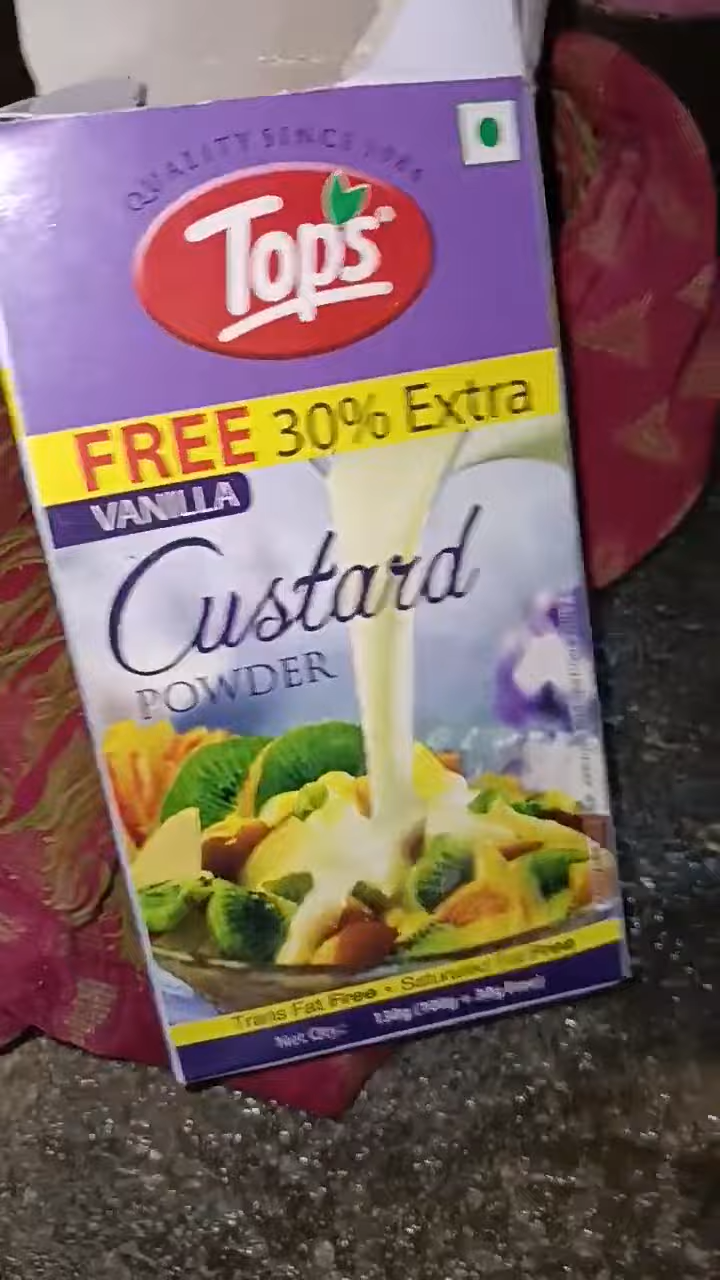 QUALITY SINCE 1984
Tops
FREE 30% Extra
VANILLA
Custard
POWDER
Trans Fat Free • Saturated Fat Free
Net Qty.: 130g (100g + 30g free)